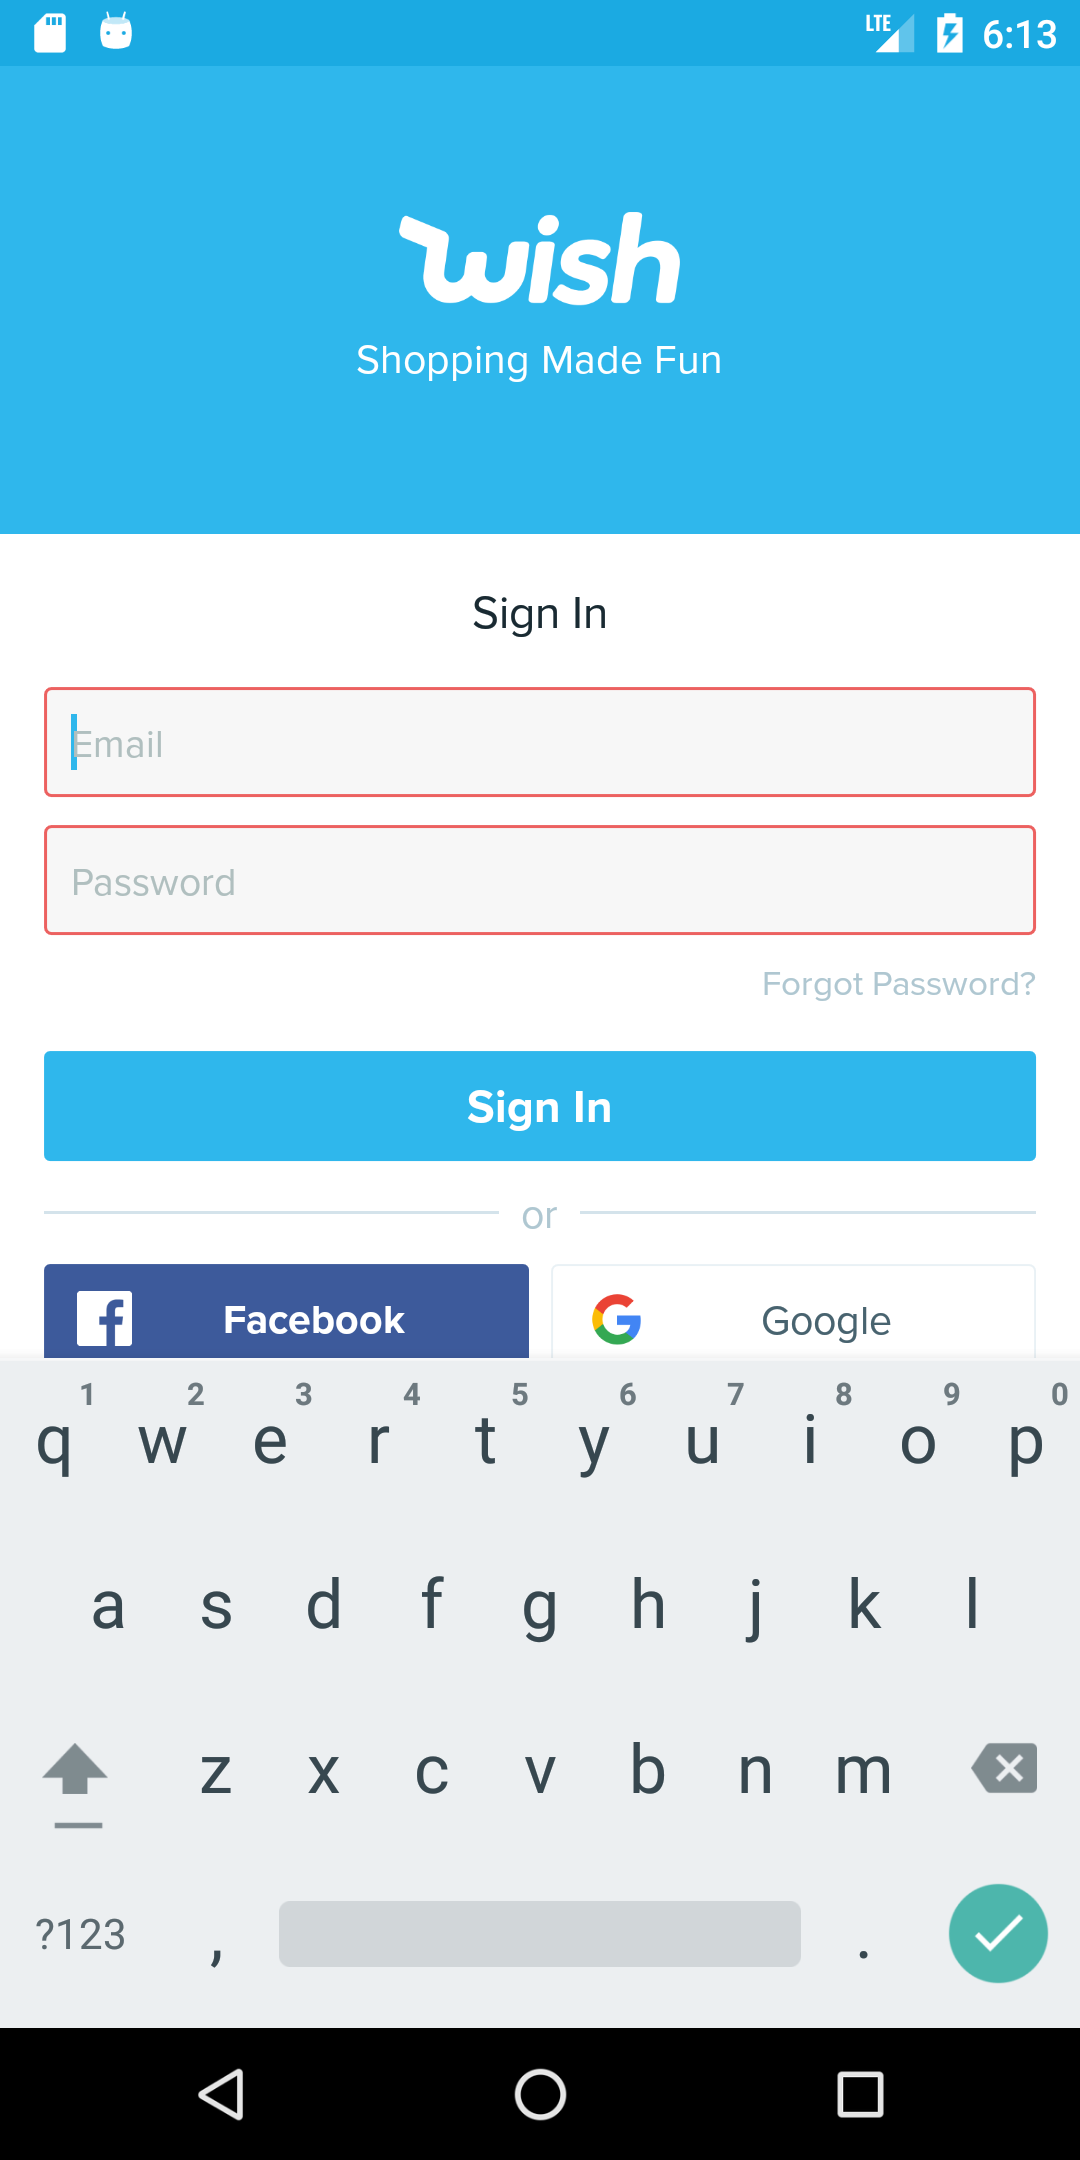 LTE 6:13
wish
Shopping Made Fun
Sign In
Email
Password
Forgot Password?
Sign In
or
Facebook Google
1 2 3 4 5 6 7 8 9 0
q w e r t y u i o p
a s d f g h j k l
z x c v b n m
?123 , .